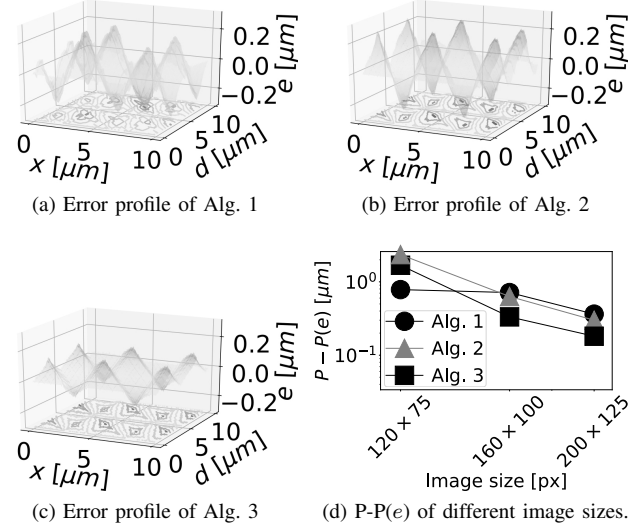 0.2
0.0
−0.2
e [μm]
0
5
10
x [μm]
0
5
10
d [μm]
(a) Error profile of Alg. 1
0.2
0.0
−0.2
e [μm]
0
5
10
x [μm]
0
5
10
d [μm]
(b) Error profile of Alg. 2
0.2
0.0
−0.2
e [μm]
0
5
10
x [μm]
0
5
10
d [μm]
(c) Error profile of Alg. 3
P − P(e) [μm]
10⁰
10⁻¹
Alg. 1
Alg. 2
Alg. 3
120 × 75
160 × 100
200 × 125
Image size [px]
(d) P-P(e) of different image sizes.